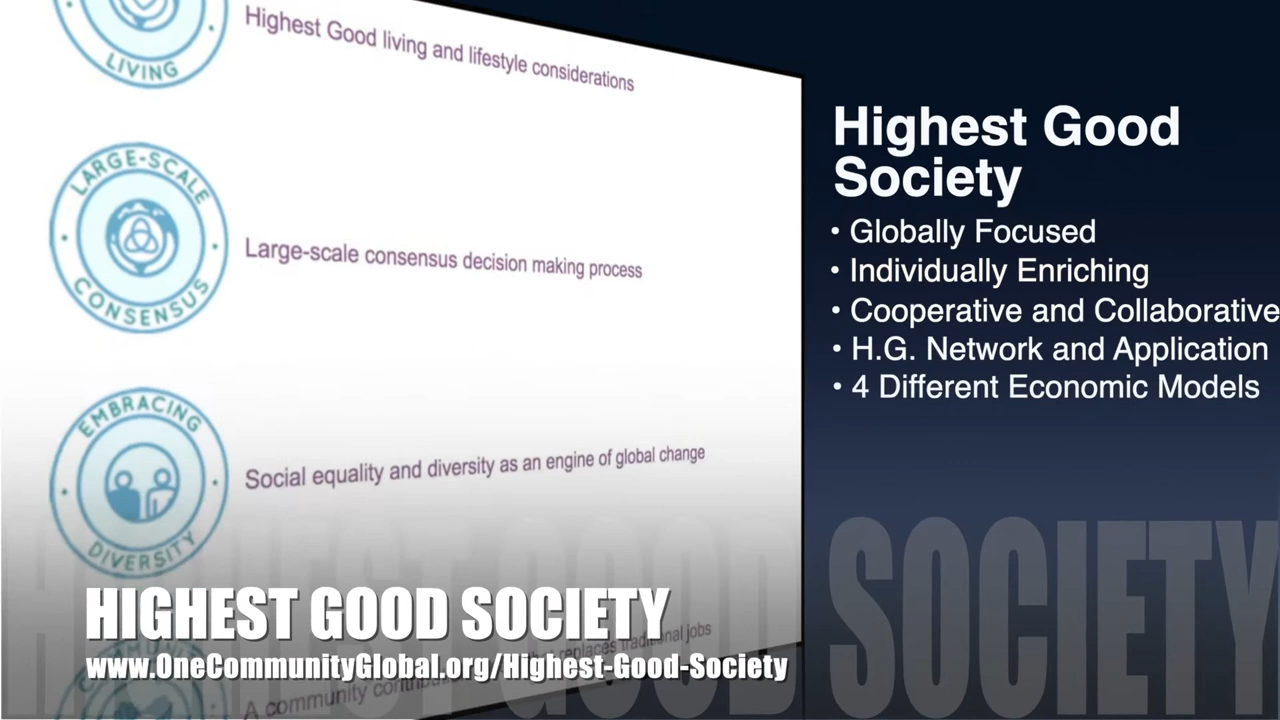 LIVING
Highest Good living and lifestyle considerations
LARGE-SCALE
CONSENSUS
Large-scale consensus decision making process
EMBRACING
DIVERSITY
Social equality and diversity as an engine of global change
A community replaces traditional jobs
Highest Good
Society
• Globally Focused
• Individually Enriching
• Cooperative and Collaborative
• H.G. Network and Application
• 4 Different Economic Models
HIGHEST GOOD SOCIETY
HIGHEST GOOD SOCIETY
www.OneCommunityGlobal.org/Highest-Good-Society